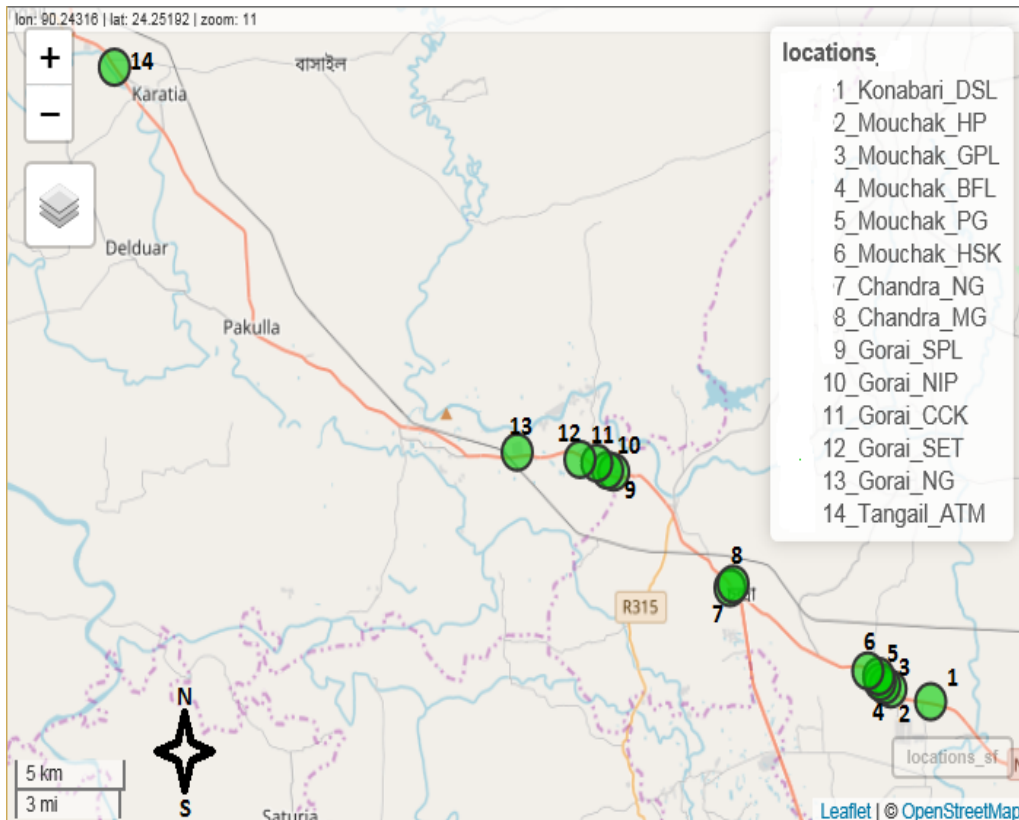 lon: 90.24316 | lat: 24.25192 | zoom: 11
+
−
14
Karatia
বাসাইল
Delduar
Pakulla
locations
1_Konabari_DSL
2_Mouchak_HP
3_Mouchak_GPL
4_Mouchak_BFL
5_Mouchak_PG
6_Mouchak_HSK
7_Chandra_NG
8_Chandra_MG
9_Gorai_SPL
10_Gorai_NIP
11_Gorai_CCK
12_Gorai_SET
13_Gorai_NG
14_Tangail_ATM
13
12
11
10
9
8
7
R315
6
5
3
1
4
2
N
S
locations_sf
N
5 km
3 mi
Saturia
Leaflet | © OpenStreetMap